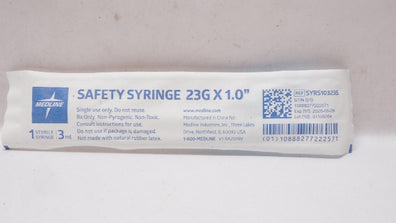 MEDLINE
SAFETY SYRINGE 23G X 1.0"
1 STERILE SYRINGE 3 mL
Single use only. Do not reuse.
Rx Only. Non-Pyrogenic. Non-Toxic.
Consult instructions for use.
Do not use if package is damaged.
Not made with natural rubber latex.
www.medline.com
Manufactured in China for
Medline Industries, Inc., Three Lakes
Drive, Northfield, IL 60093 USA
1-800-MEDLINE
REF SYRS103235
(01)10888277222571